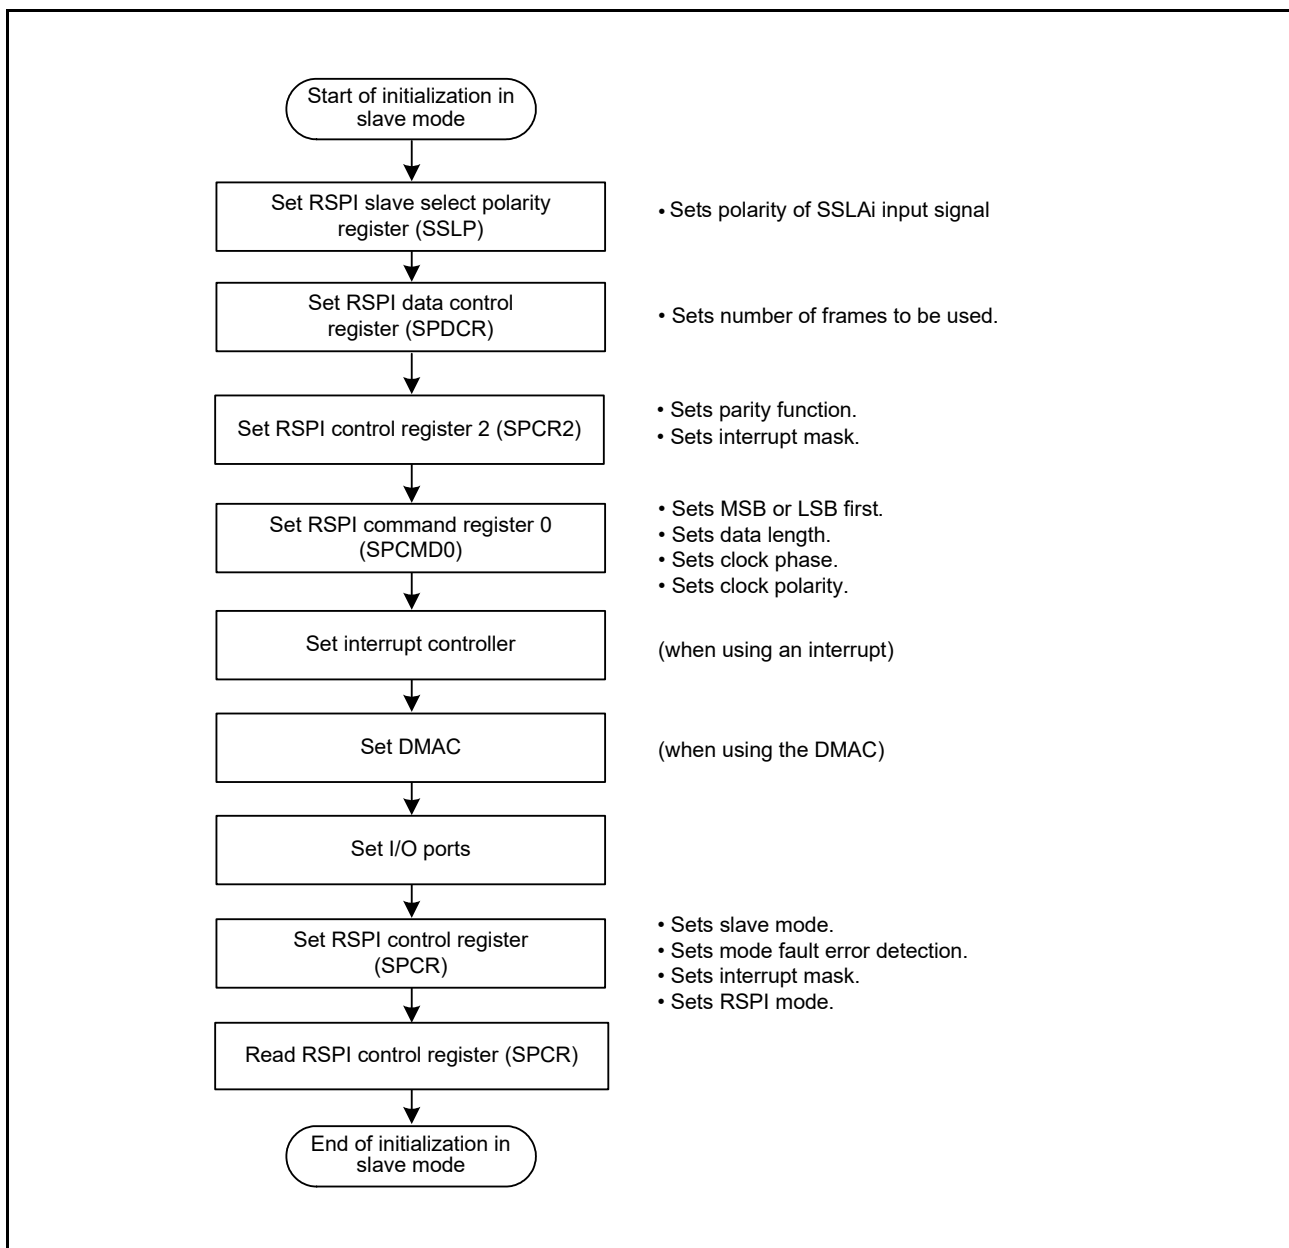 Start of initialization in
slave mode
Set RSPI slave select polarity
register (SSLP)
• Sets polarity of SSLAi input signal
Set RSPI data control
register (SPDCR)
• Sets number of frames to be used.
Set RSPI control register 2 (SPCR2)
• Sets parity function.
• Sets interrupt mask.
Set RSPI command register 0
(SPCMD0)
• Sets MSB or LSB first.
• Sets data length.
• Sets clock phase.
• Sets clock polarity.
Set interrupt controller
(when using an interrupt)
Set DMAC
(when using the DMAC)
Set I/O ports
Set RSPI control register
(SPCR)
• Sets slave mode.
• Sets mode fault error detection.
• Sets interrupt mask.
• Sets RSPI mode.
Read RSPI control register (SPCR)
End of initialization in
slave mode